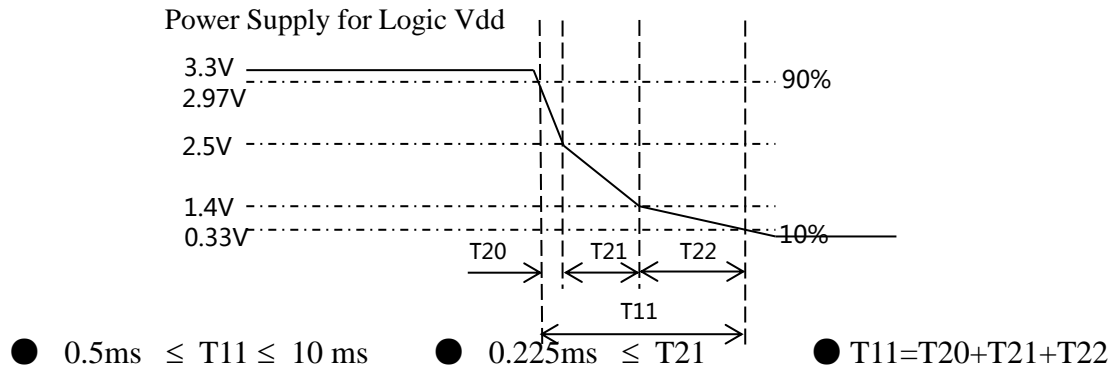 Power Supply for Logic Vdd
3.3V
90%
2.97V
2.5V
1.4V
0.33V
10%
T20 T21 T22
T11
● 0.5ms ≤ T11 ≤ 10 ms ● 0.225ms ≤ T21 ● T11=T20+T21+T22